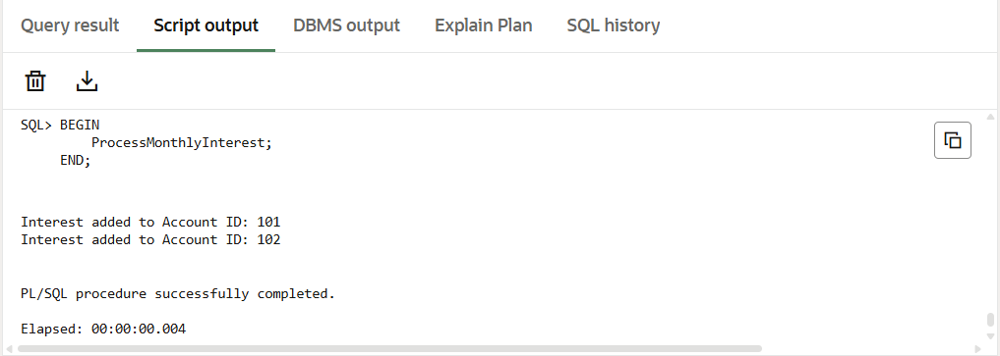 Query result Script output DBMS output Explain Plan SQL history
SQL> BEGIN
ProcessMonthlyInterest;
END;
Interest added to Account ID: 101
Interest added to Account ID: 102
PL/SQL procedure successfully completed.
Elapsed: 00:00:00.004